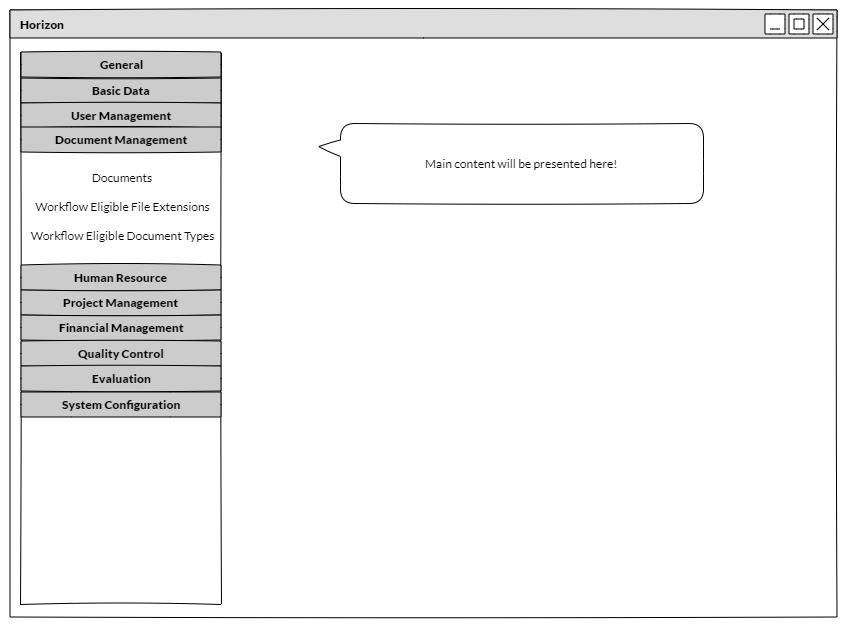 Horizon
General
Basic Data
User Management
Document Management
Documents
Workflow Eligible File Extensions
Workflow Eligible Document Types
Human Resource
Project Management
Financial Management
Quality Control
Evaluation
System Configuration
Main content will be presented here!